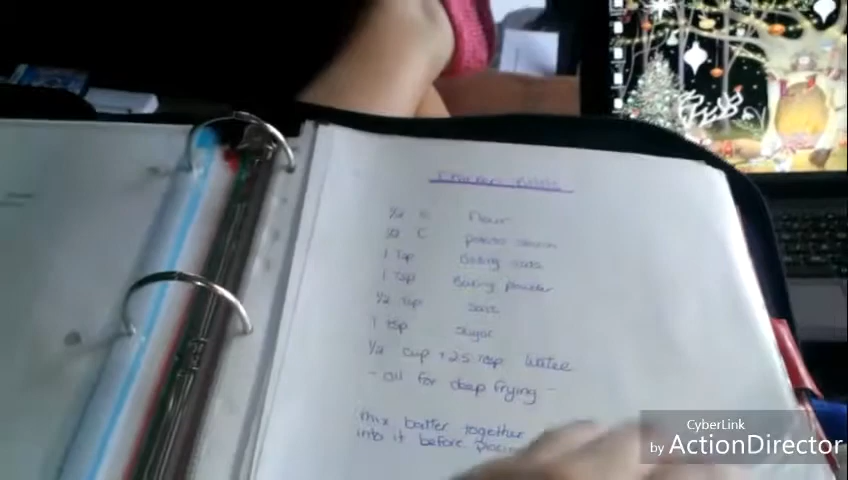 1/2 C Flour
1/2 C potato starch
1 Tsp Baking soda
1 Tsp Baking powder
1/2 Tsp Salt
1 Tsp Sugar
1/2 cup + 2.5 Tbsp Water
- oil for deep frying -
mix batter together
into it before
CyberLink
by ActionDirector